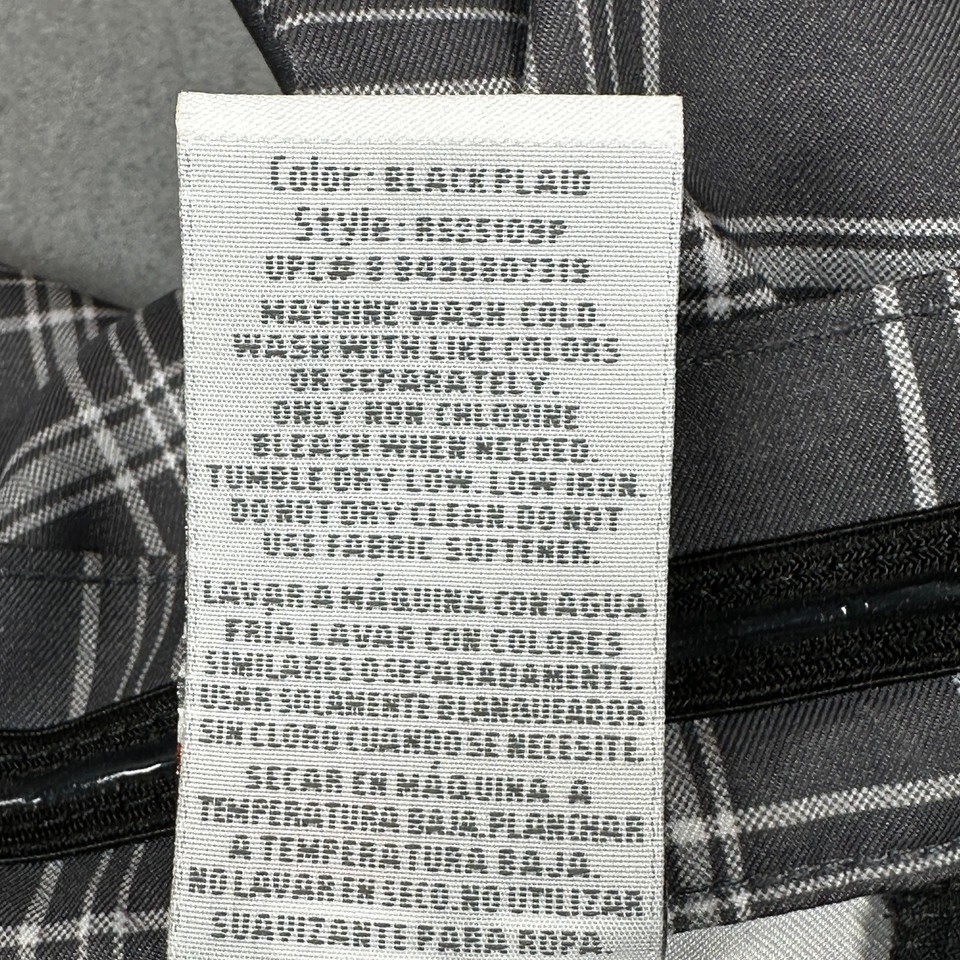 Color: BLACK PLAID
Style: RS25109P
UPC# 8 8496807319
MACHINE WASH COLD.
WASH WITH LIKE COLORS
OR SEPARATELY.
ONLY NON CHLORINE
BLEACH WHEN NEEDED.
TUMBLE DRY LOW. LOW IRON.
DO NOT DRY CLEAN. DO NOT
USE FABRIC SOFTENER.
LAVAR A MÁQUINA CON AGUA
FRÍA. LAVAR CON COLORES
SIMILARES O SEPARADAMENTE.
USAR SOLAMENTE BLANQUEADOR
SIN CLORO CUANDO SE NECESITE.
SECAR EN MÁQUINA A
TEMPERATURA BAJA. PLANCHAR
A TEMPERATURA BAJA
NO LAVAR EN SECO. NO UTILIZAR
SUAVIZANTE PARA ROPA.